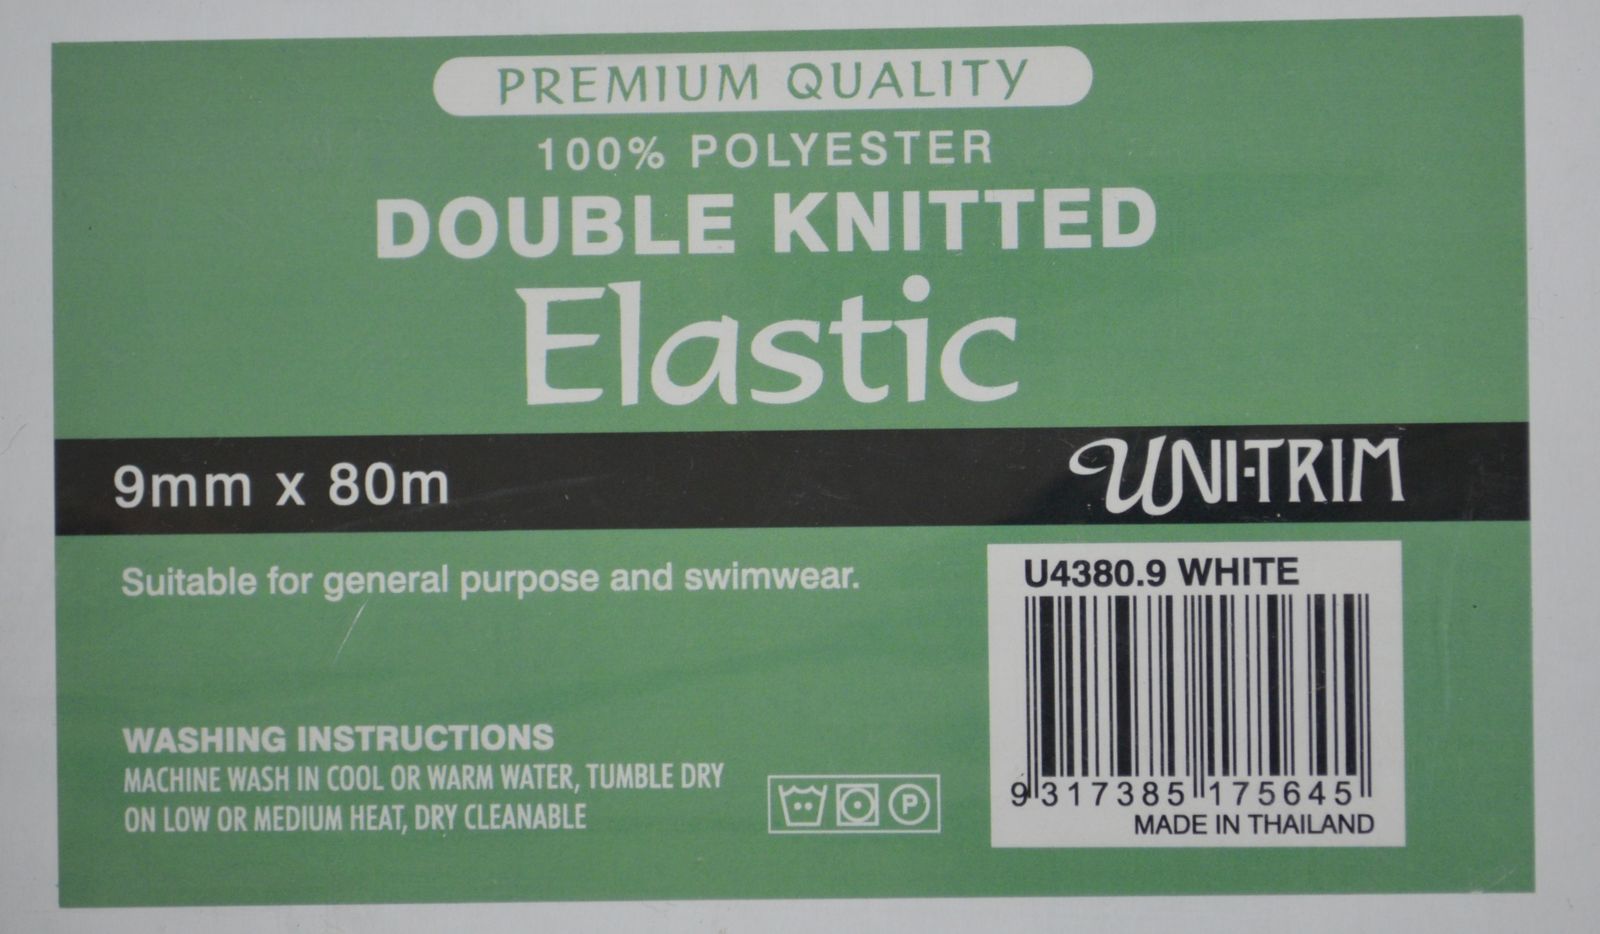 PREMIUM QUALITY
100% POLYESTER
DOUBLE KNITTED
Elastic
9mm x 80m
UNI-TRIM
Suitable for general purpose and swimwear.
U4380.9 WHITE
9 317385 175645
MADE IN THAILAND
WASHING INSTRUCTIONS
MACHINE WASH IN COOL OR WARM WATER, TUMBLE DRY
ON LOW OR MEDIUM HEAT, DRY CLEANABLE
P